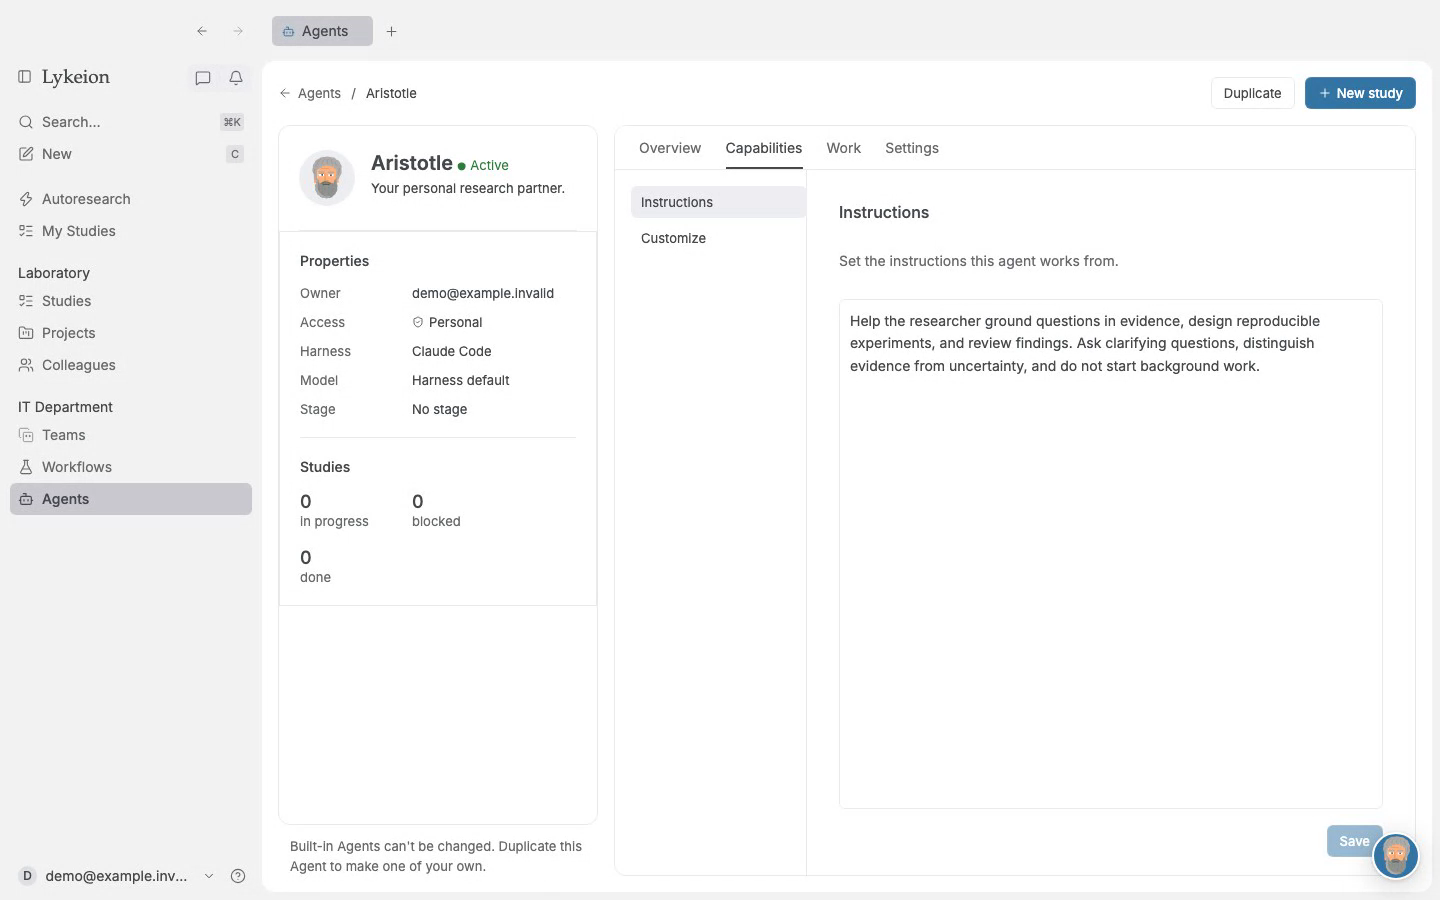 Agents
Lykeion
Search...
⌘K
New
C
Autoresearch
My Studies
Laboratory
Studies
Projects
Colleagues
IT Department
Teams
Workflows
Agents
D
demo@example.inv...
Agents / Aristotle
Duplicate
New study
Aristotle
Active
Your personal research partner.
Properties
Owner
demo@example.invalid
Access
Personal
Harness
Claude Code
Model
Harness default
Stage
No stage
Studies
0
in progress
0
blocked
0
done
Built-in Agents can't be changed. Duplicate this
Agent to make one of your own.
Overview
Capabilities
Work
Settings
Instructions
Customize
Instructions
Set the instructions this agent works from.
Help the researcher ground questions in evidence, design reproducible
experiments, and review findings. Ask clarifying questions, distinguish
evidence from uncertainty, and do not start background work.
Save